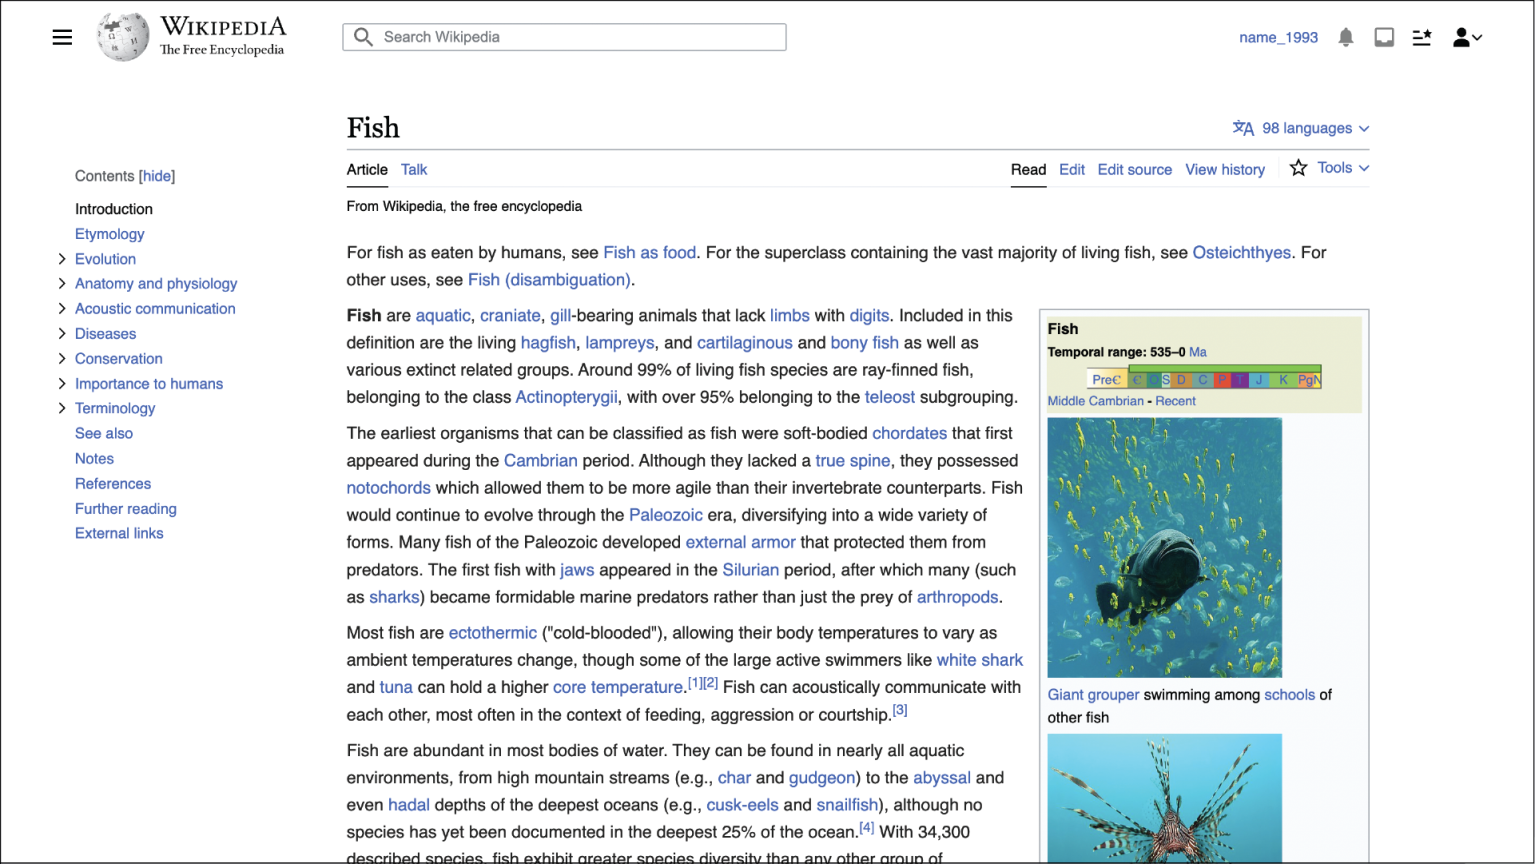 WIKIPEDIA
The Free Encyclopedia
Search Wikipedia
name_1993
Fish
98 languages
Contents [hide]
Introduction
Etymology
Evolution
Anatomy and physiology
Acoustic communication
Diseases
Conservation
Importance to humans
Terminology
See also
Notes
References
Further reading
External links
Article Talk
Read Edit Edit source View history Tools
From Wikipedia, the free encyclopedia
For fish as eaten by humans, see Fish as food. For the superclass containing the vast majority of living fish, see Osteichthyes. For
other uses, see Fish (disambiguation).
Fish are aquatic, craniate, gill-bearing animals that lack limbs with digits. Included in this
definition are the living hagfish, lampreys, and cartilaginous and bony fish as well as
various extinct related groups. Around 99% of living fish species are ray-finned fish,
belonging to the class Actinopterygii, with over 95% belonging to the teleost subgrouping.
The earliest organisms that can be classified as fish were soft-bodied chordates that first
appeared during the Cambrian period. Although they lacked a true spine, they possessed
notochords which allowed them to be more agile than their invertebrate counterparts. Fish
would continue to evolve through the Paleozoic era, diversifying into a wide variety of
forms. Many fish of the Paleozoic developed external armor that protected them from
predators. The first fish with jaws appeared in the Silurian period, after which many (such
as sharks) became formidable marine predators rather than just the prey of arthropods.
Most fish are ectothermic ("cold-blooded"), allowing their body temperatures to vary as
ambient temperatures change, though some of the large active swimmers like white shark
and tuna can hold a higher core temperature.[1][2] Fish can acoustically communicate with
each other, most often in the context of feeding, aggression or courtship.[3]
Fish are abundant in most bodies of water. They can be found in nearly all aquatic
environments, from high mountain streams (e.g., char and gudgeon) to the abyssal and
even hadal depths of the deepest oceans (e.g., cusk-eels and snailfish), although no
species has yet been documented in the deepest 25% of the ocean.[4] With 34,300
described species, fish exhibit greater species diversity than any other group of
Fish
Temporal range: 535–0 Ma
PreЄ Є O S D C P T J K PgN
Middle Cambrian - Recent
Giant grouper swimming among schools of
other fish